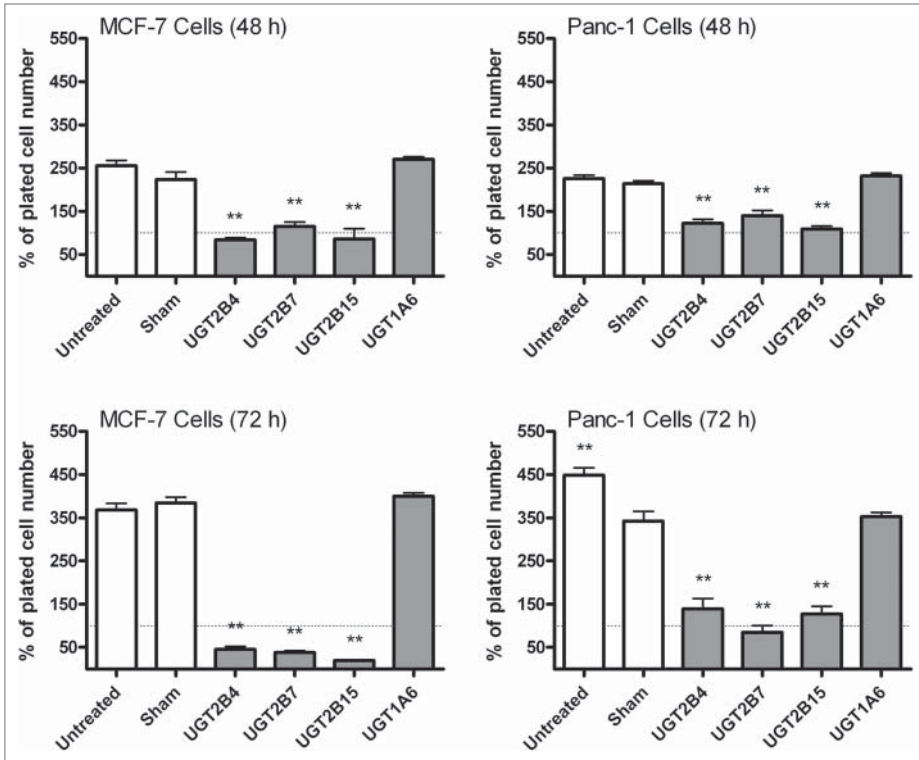 MCF-7 Cells (48 h)
% of plated cell number
550
450
350
250
150
50
**
**
**
Untreated
Sham
UGT2B4
UGT2B7
UGT2B15
UGT1A6
Panc-1 Cells (48 h)
% of plated cell number
550
450
350
250
150
50
**
**
**
Untreated
Sham
UGT2B4
UGT2B7
UGT2B15
UGT1A6
MCF-7 Cells (72 h)
% of plated cell number
550
450
350
250
150
50
**
**
**
Untreated
Sham
UGT2B4
UGT2B7
UGT2B15
UGT1A6
Panc-1 Cells (72 h)
% of plated cell number
550
450
350
250
150
50
**
**
**
**
Untreated
Sham
UGT2B4
UGT2B7
UGT2B15
UGT1A6